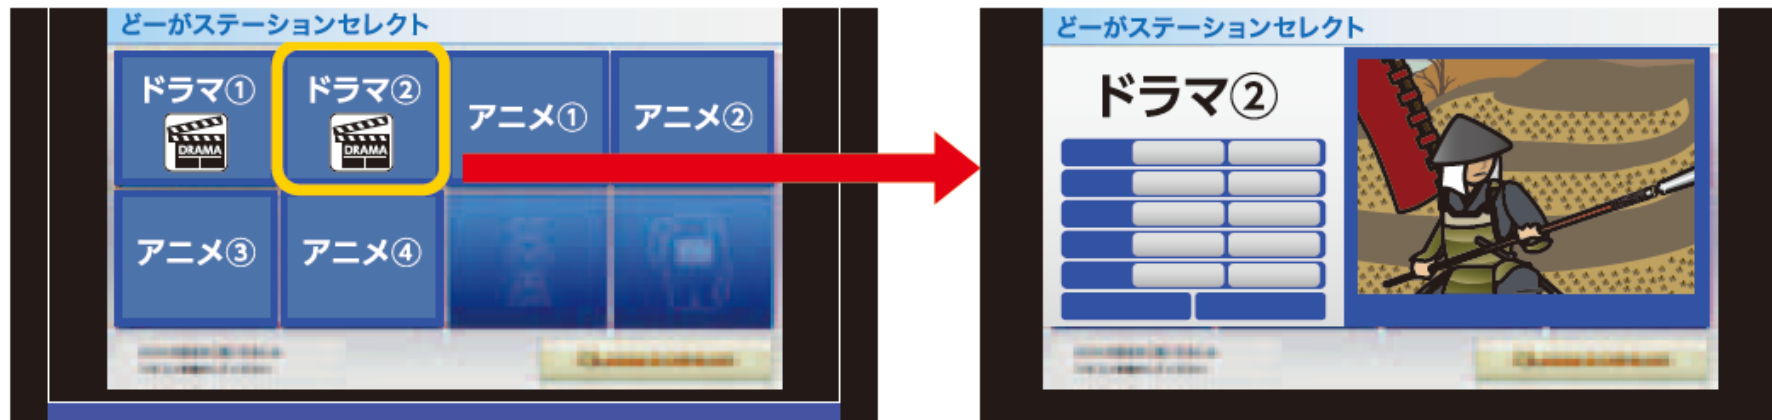 どーがステーションセレクト
ドラマ①
DRAMA
ドラマ②
DRAMA
アニメ①
アニメ②
アニメ③
アニメ④
どーがステーションセレクト
ドラマ②